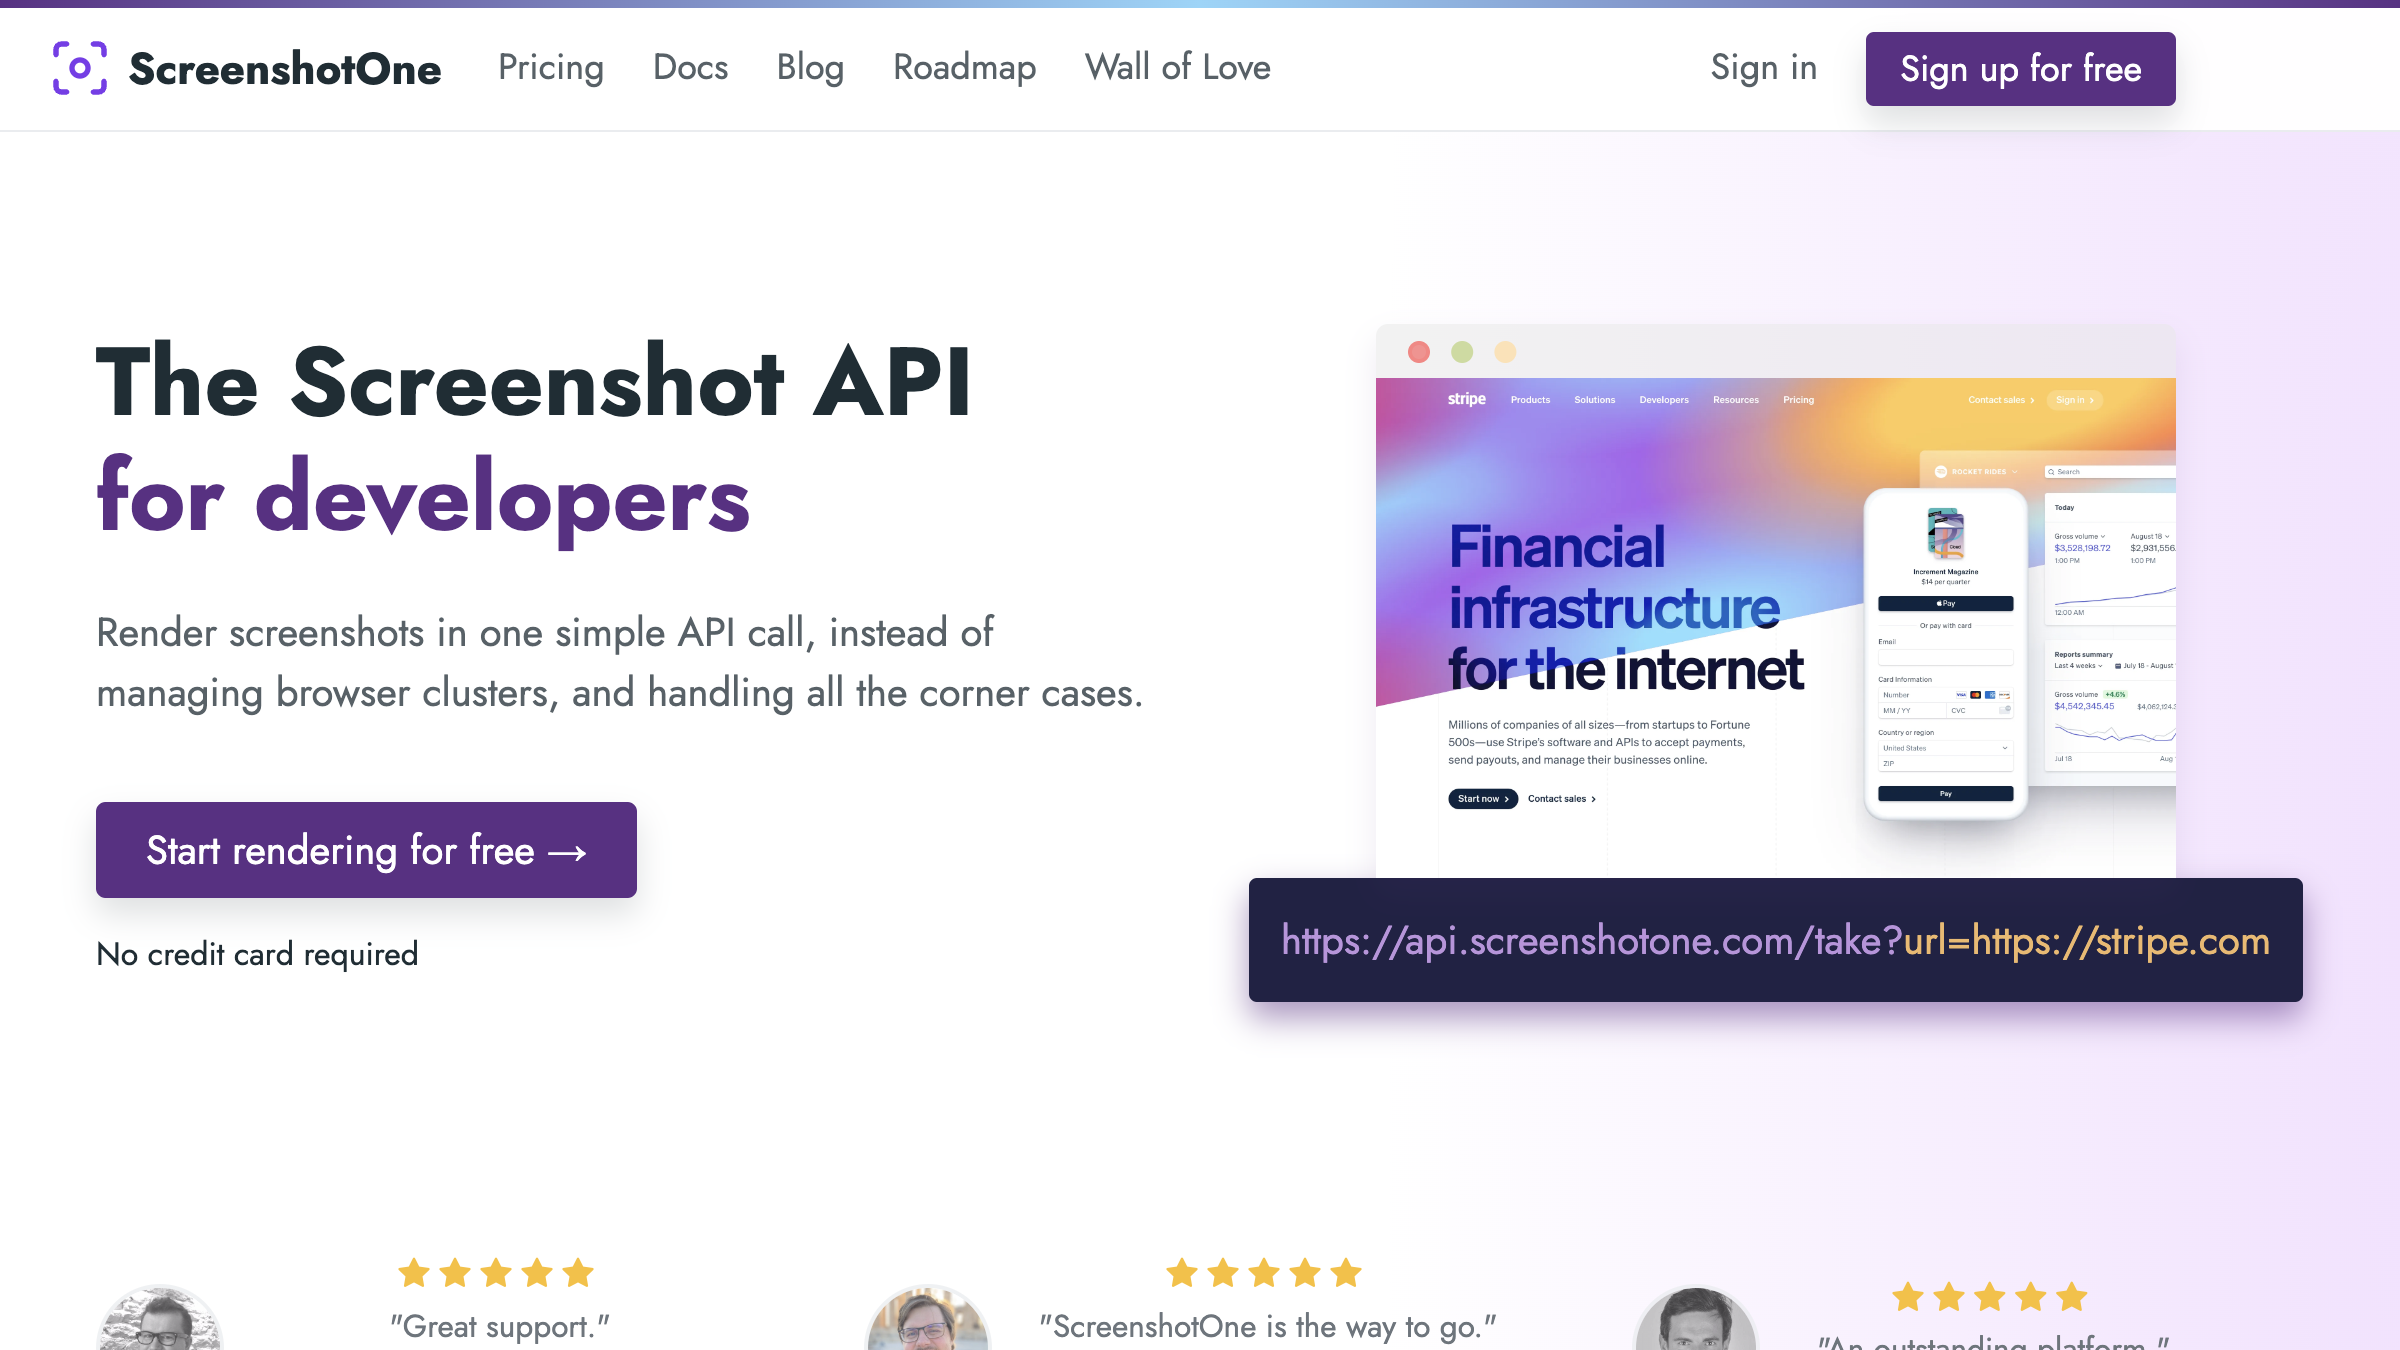 ScreenshotOne
Pricing
Docs
Blog
Roadmap
Wall of Love
Sign in
Sign up for free
The Screenshot API
for developers
Render screenshots in one simple API call, instead of
managing browser clusters, and handling all the corner cases.
Start rendering for free →
No credit card required
stripe
Products
Solutions
Developers
Resources
Pricing
Contact sales
Sign in
ROCKET RIDES
Search
Financial
infrastructure
for the internet
Millions of companies of all sizes—from startups to Fortune
500s—use Stripe's software and APIs to accept payments,
send payouts, and manage their businesses online.
Start now
Contact sales
Increment Magazine
$14 per quarter
Pay
Or pay with card
Email
Card Information
Number
VISA
MM / YY
CVC
Country or region
United States
ZIP
Pay
Today
Gross volume
August 18
$3,528,198.72
$2,931,556.
1:00 PM
1:00 PM
12:00 AM
Reports summary
Last 4 weeks
July 18 - August
Gross volume
+4.6%
$4,542,345.45
$4,062,124.
Jul 18
Aug
https://api.screenshotone.com/take?url=https://stripe.com
"Great support."
"ScreenshotOne is the way to go."
"An outstanding platform."